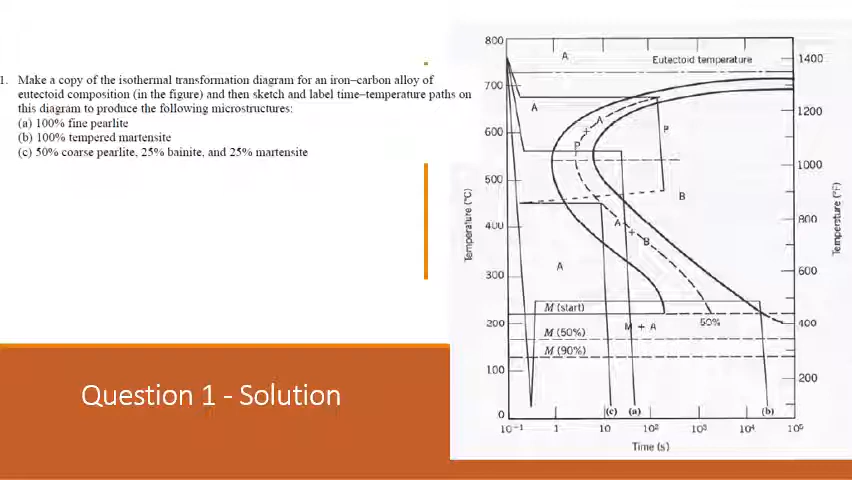 1. Make a copy of the isothermal transformation diagram for an iron–carbon alloy of
eutectoid composition (in the figure) and then sketch and label time–temperature paths on
this diagram to produce the following microstructures:
(a) 100% fine pearlite
(b) 100% tempered martensite
(c) 50% coarse pearlite, 25% bainite, and 25% martensite
Question 1 - Solution
800
A
Eutectoid temperature
1400
700
A
1200
A
+
P
P
600
1000
500
B
Temperature (°C)
Temperature (°F)
800
400
A
+
B
A
600
300
M (start)
M + A
50%
200
400
M (50%)
M (90%)
100
200
0
(c) (a) (b)
10⁻¹ 1 10 10² 10³ 10⁴ 10⁵
Time (s)